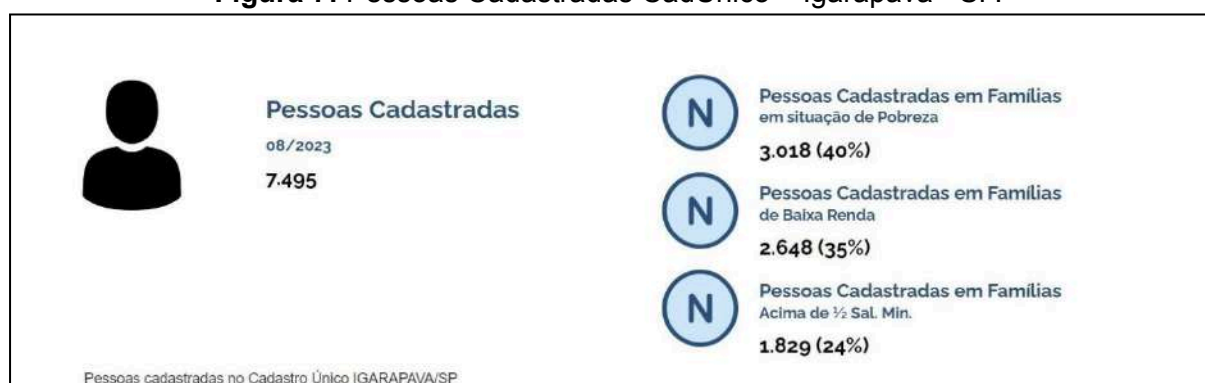 Pessoas Cadastradas
08/2023
7.495
N
Pessoas Cadastradas em Famílias
em situação de Pobreza
3.018 (40%)
N
Pessoas Cadastradas em Famílias
de Baixa Renda
2.648 (35%)
N
Pessoas Cadastradas em Famílias
Acima de ½ Sal. Min.
1.829 (24%)
Pessoas cadastradas no Cadastro Único IGARAPAVA/SP